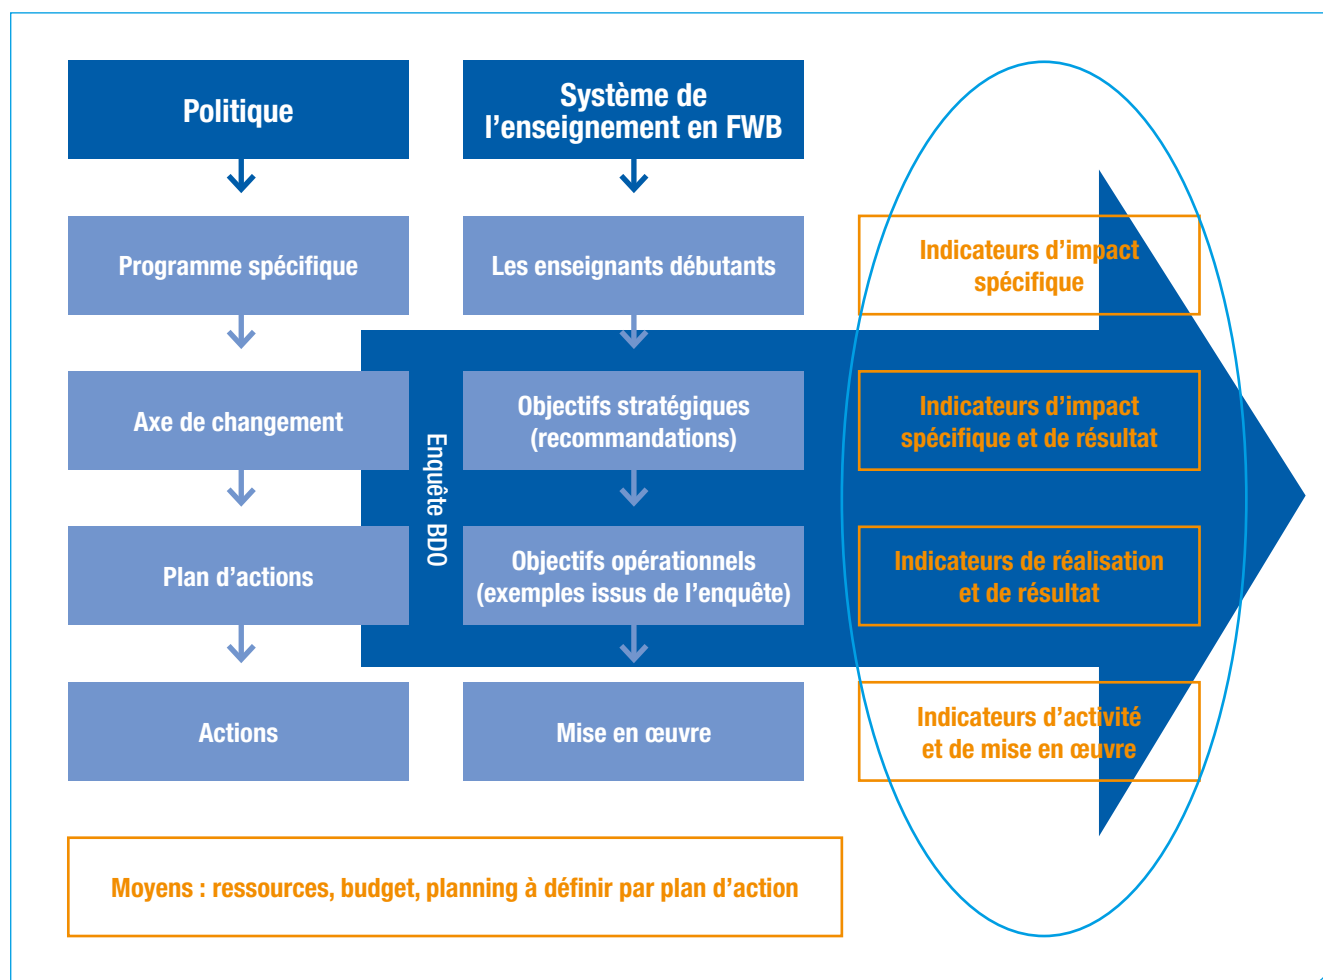 Politique
Système de
l’enseignement en FWB
Programme spécifique
Les enseignants débutants
Indicateurs d’impact
spécifique
Axe de changement
Enquête BDO
Objectifs stratégiques
(recommandations)
Indicateurs d’impact
spécifique et de résultat
Plan d’actions
Objectifs opérationnels
(exemples issus de l’enquête)
Indicateurs de réalisation
et de résultat
Actions
Mise en œuvre
Indicateurs d’activité
et de mise en œuvre
Moyens : ressources, budget, planning à définir par plan d’action